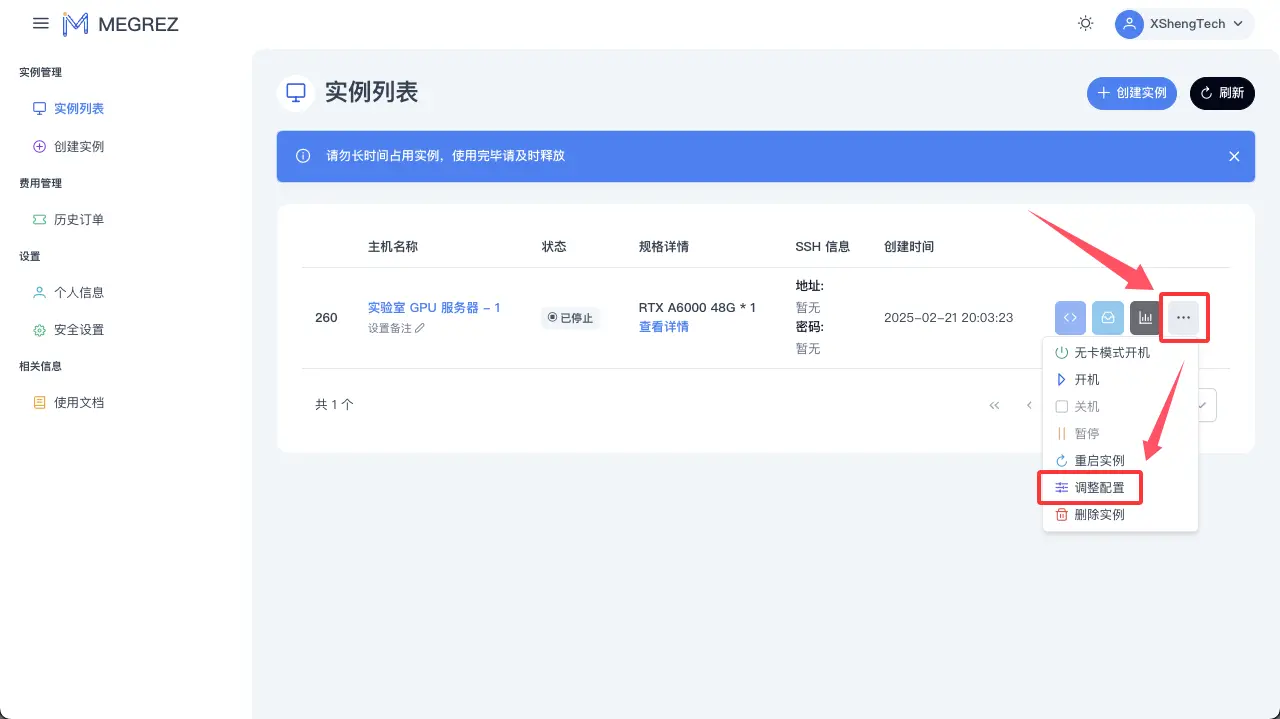 MEGREZ
XShengTech
实例管理
实例列表
创建实例
费用管理
历史订单
设置
个人信息
安全设置
相关信息
使用文档
实例列表
创建实例
刷新
请勿长时间占用实例，使用完毕请及时释放
主机名称 状态 规格详情 SSH 信息 创建时间
260
实验室 GPU 服务器 - 1
设置备注
已停止
RTX A6000 48G * 1
查看详情
地址:
暂无
密码:
暂无
2025-02-21 20:03:23
共 1 个
无卡模式开机
开机
关机
暂停
重启实例
调整配置
删除实例